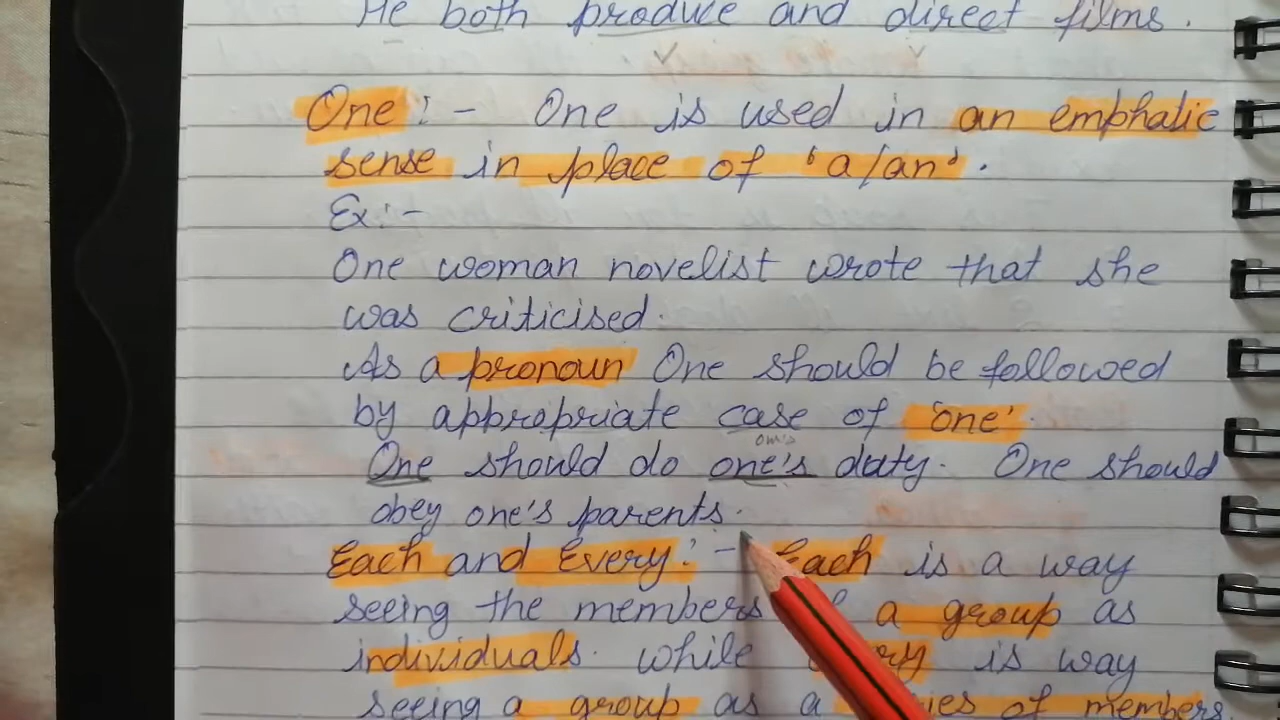 He both produce and direct films.
One :- One is used in an emphatic
sense in place of 'a/an'.
Ex :-
One woman novelist wrote that she
was criticised.
As a pronoun One should be followed
by appropriate case of 'one'.
One should do one's duty. One should
obey one's parents.
Each and Every :- Each is a way
seeing the members a group as
individuals. while is way
seeing a group as a of members